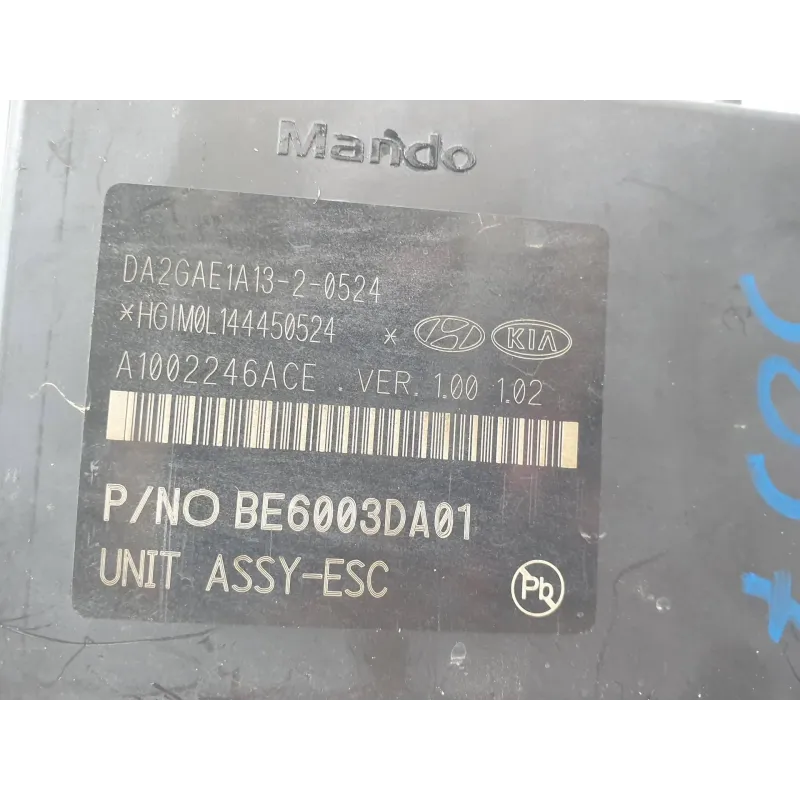 Mando
DA2GAE1A13-2-0524
*HGIM0L144450524 * KIA
A1002246ACE . VER. 1.00 1.02
P/NO BE6003DA01
UNIT ASSY-ESC
Pb